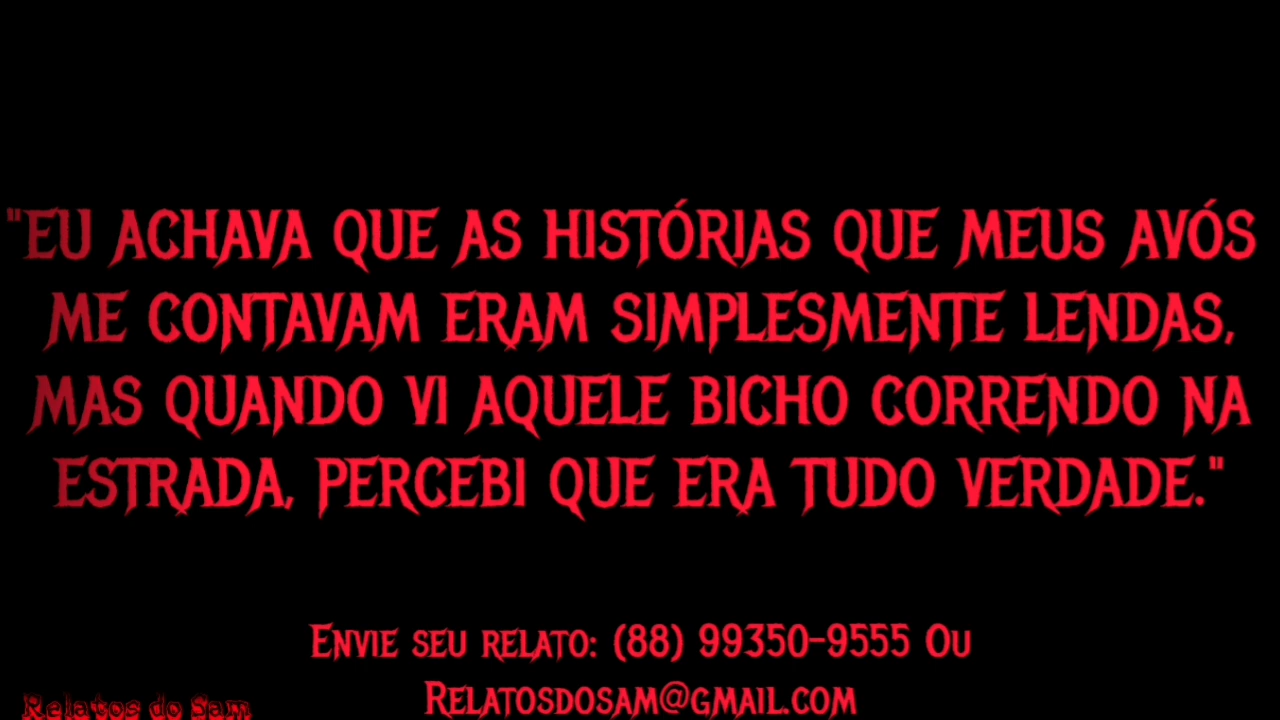 "EU ACHAVA QUE AS HISTÓRIAS QUE MEUS AVÓS
ME CONTAVAM ERAM SIMPLESMENTE LENDAS,
MAS QUANDO VI AQUELE BICHO CORRENDO NA
ESTRADA, PERCEBI QUE ERA TUDO VERDADE."
Envie seu relato: (88) 99350-9555 Ou
Relatosdosam@gmail.com
Relatos do Sam